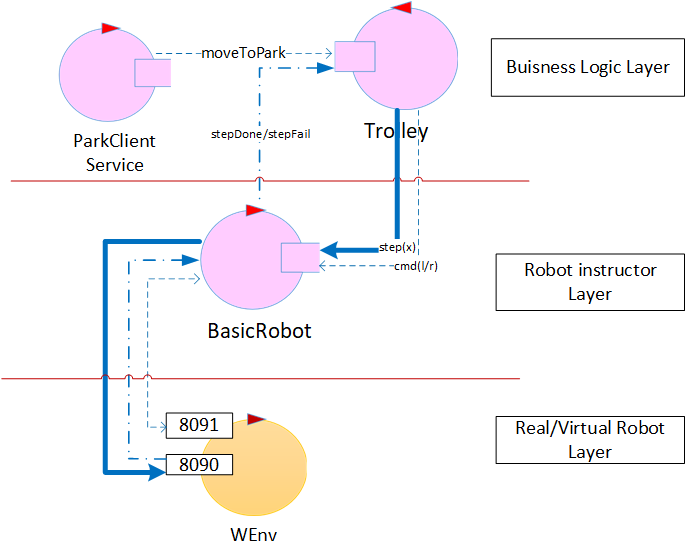 moveToPark
Buisness Logic Layer
stepDone/stepFail
Trolley
ParkClient
Service
step(x)
cmd(l/r)
Robot instructor
Layer
BasicRobot
8091
8090
Real/Virtual Robot
Layer
WEnv